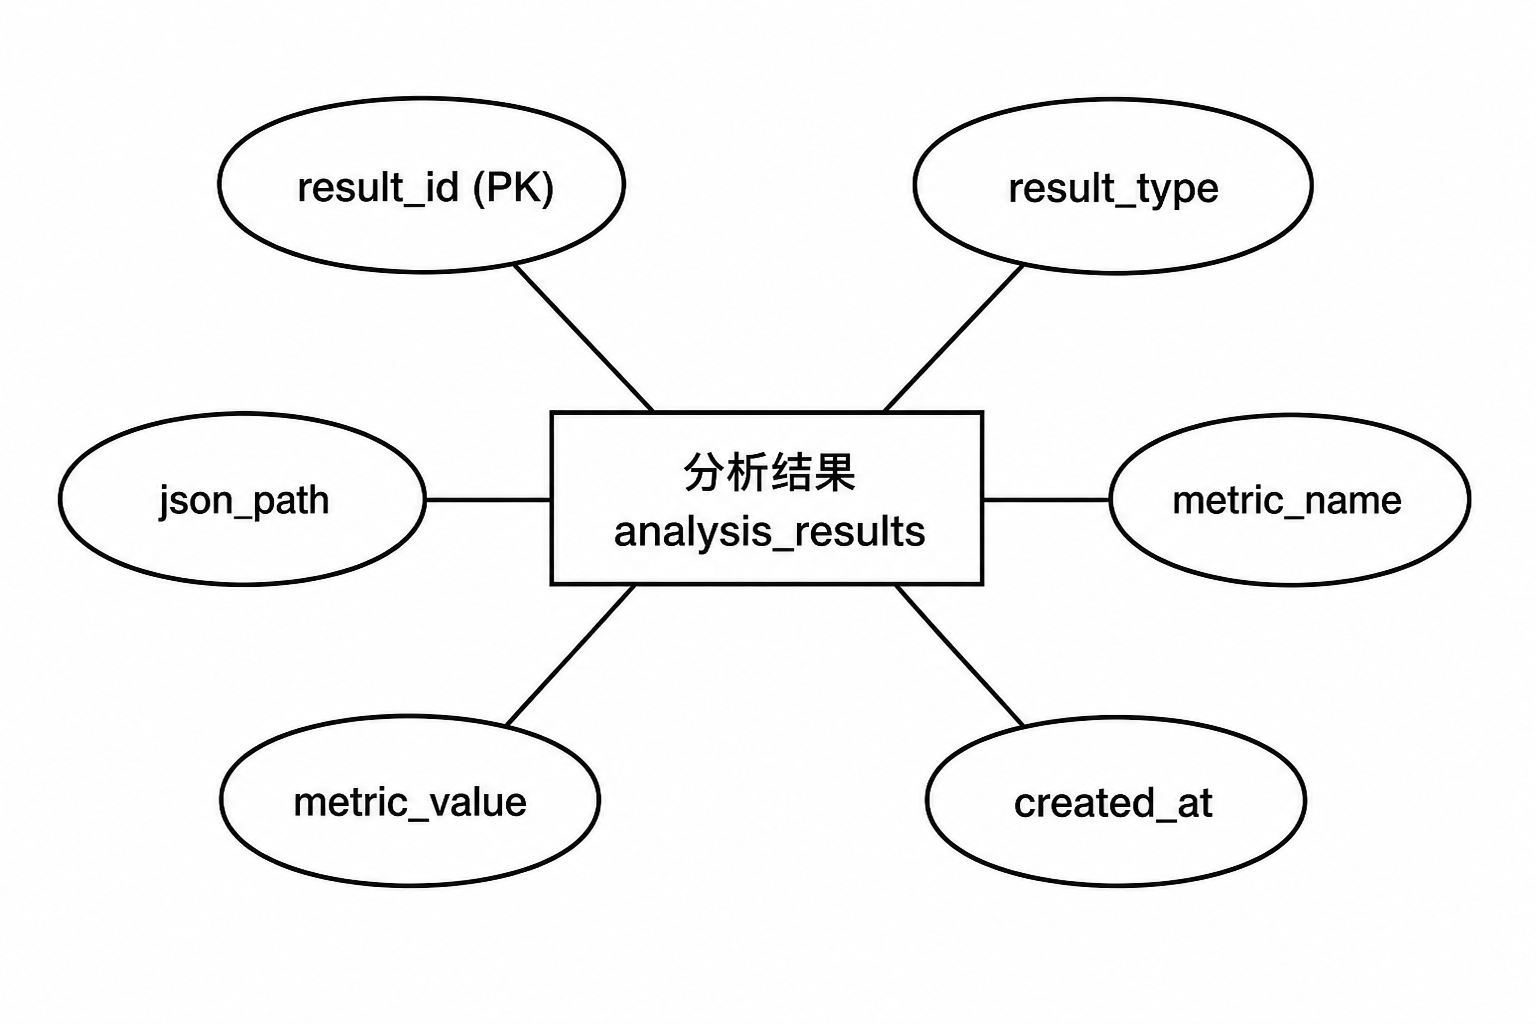 result_id (PK)
result_type
json_path
分析结果
analysis_results
metric_name
metric_value
created_at